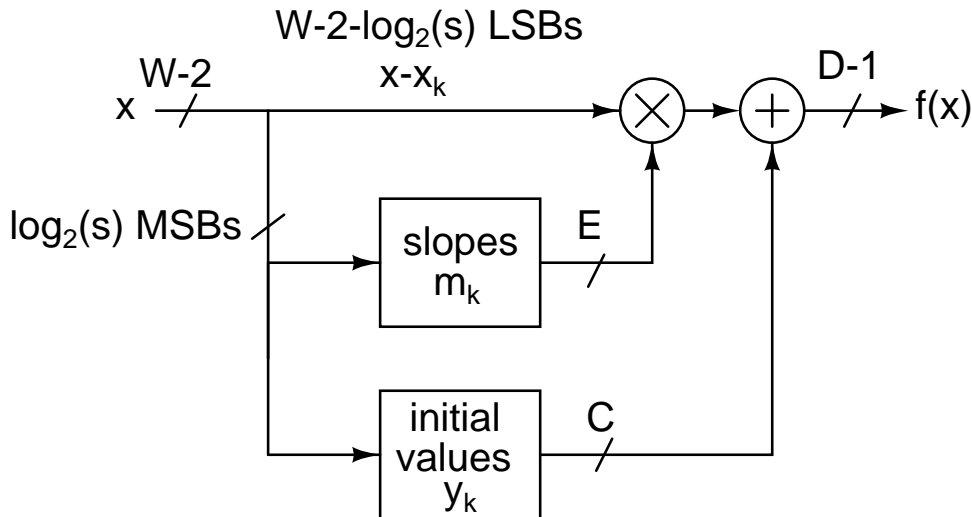 W-2-log₂(s) LSBs
W-2
x-xₖ
D-1
x
f(x)
log₂(s) MSBs
slopes
mₖ
E
initial
values
yₖ
C